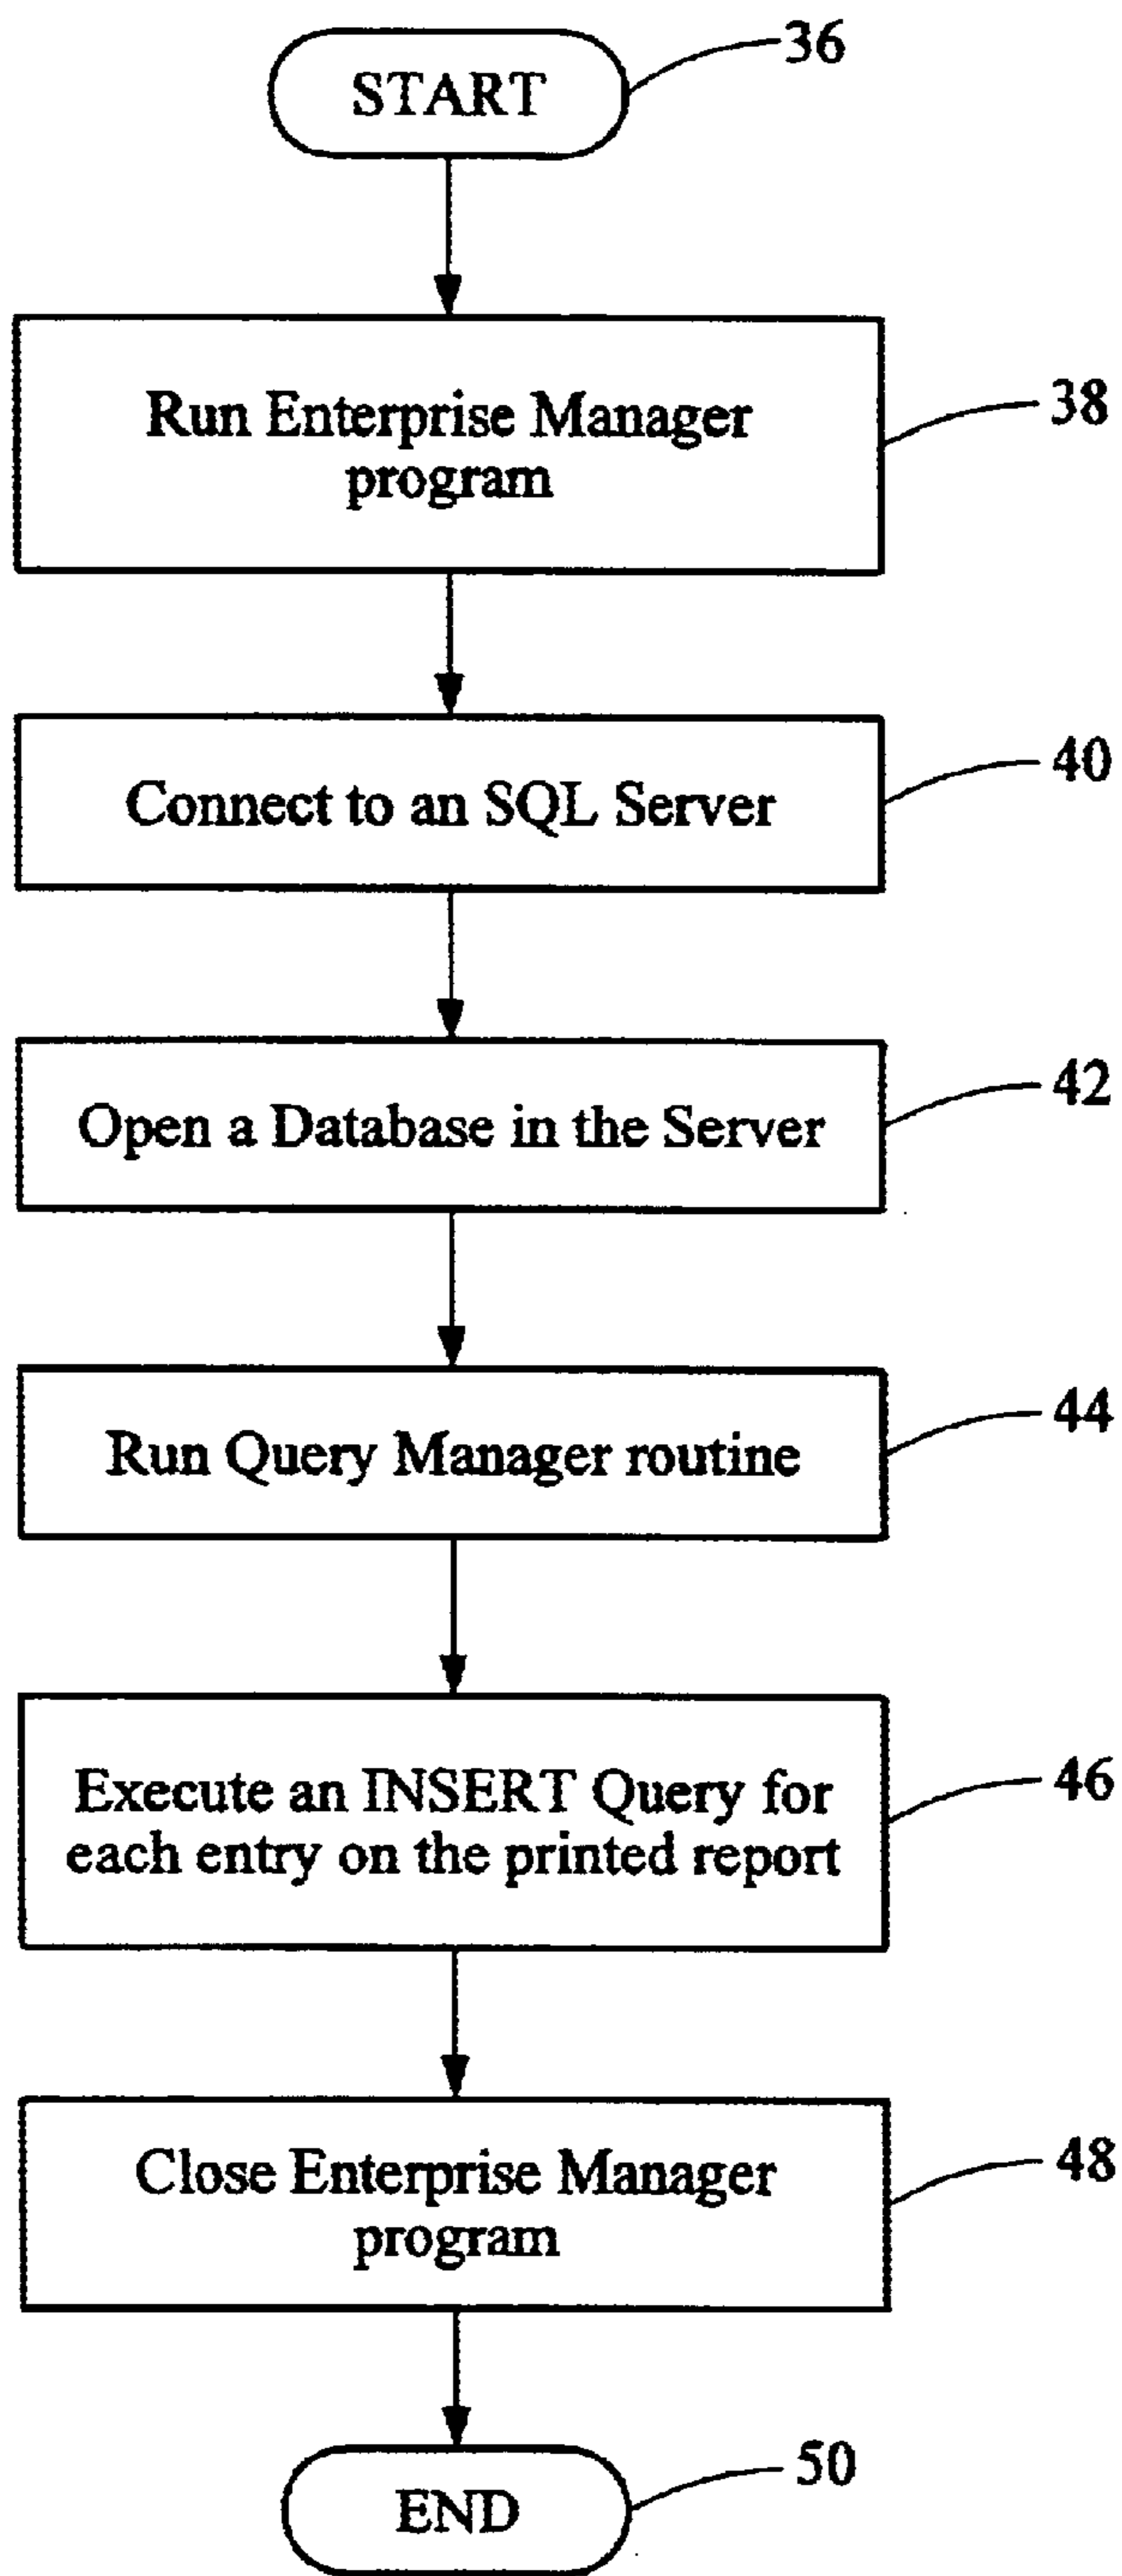 START
36
Run Enterprise Manager
program
38
Connect to an SQL Server
40
Open a Database in the Server
42
Run Query Manager routine
44
Execute an INSERT Query for
each entry on the printed report
46
Close Enterprise Manager
program
48
END
50